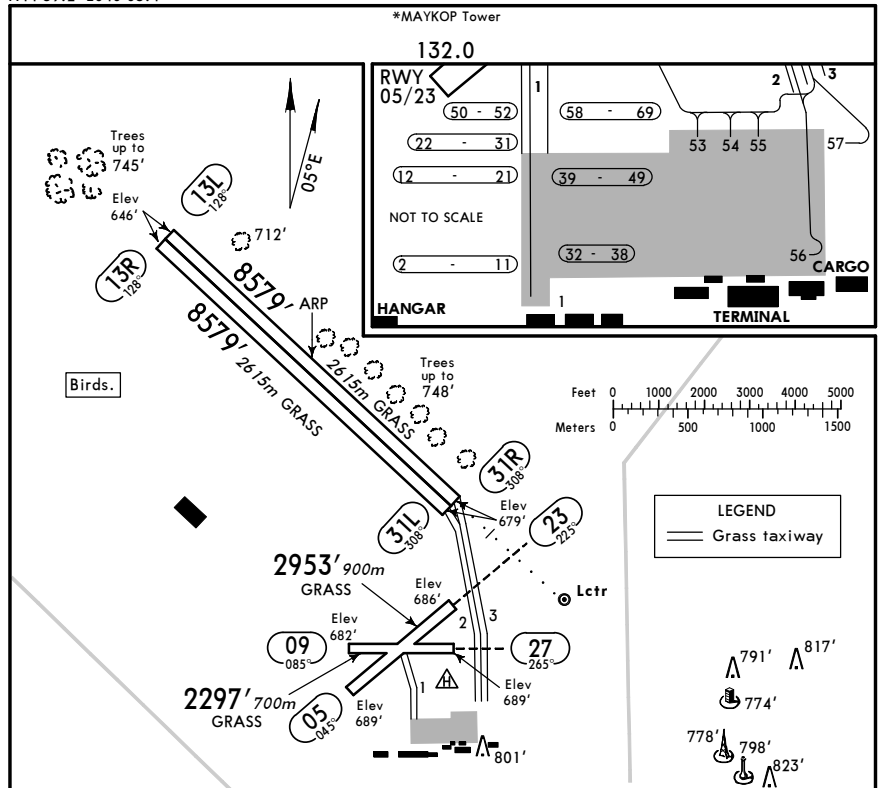 *MAYKOP Tower
132.0
RWY
05/23
1
2
3
50 - 52
58 - 69
22 - 31
53
54
55
57
12 - 21
39 - 49
NOT TO SCALE
2 - 11
32 - 38
56
CARGO
HANGAR
1
TERMINAL
Trees
up to
745'
05°E
13L
128°
Elev
646'
712'
13R
128°
8579'
ARP
8579'
2615m GRASS
2615m GRASS
Trees
up to
748'
Birds.
Feet 0 1000 2000 3000 4000 5000
Meters 0 500 1000 1500
31R
308°
Elev
679'
31L
308°
23
225°
LEGEND
Grass taxiway
2953' 900m
GRASS
Elev
686'
Lctr
Elev
682'
2
3
09
085°
27
265°
2297' 700m
GRASS
1
H
Elev
689'
Elev
689'
05
045°
801'
791'
817'
774'
778'
798'
823'